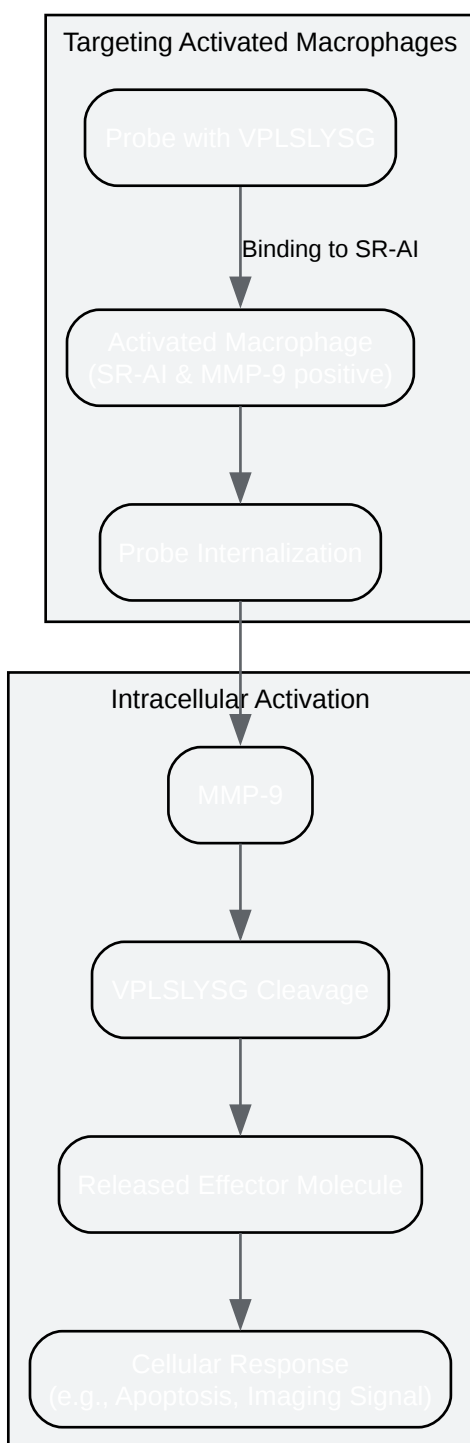 Targeting Activated Macrophages
Probe with VPLSLYSG
Binding to SR-AI
Activated Macrophage
(SR-AI & MMP-9 positive)
Probe Internalization
Intracellular Activation
MMP-9
VPLSLYSG Cleavage
Released Effector Molecule
Cellular Response
(e.g., Apoptosis, Imaging Signal)